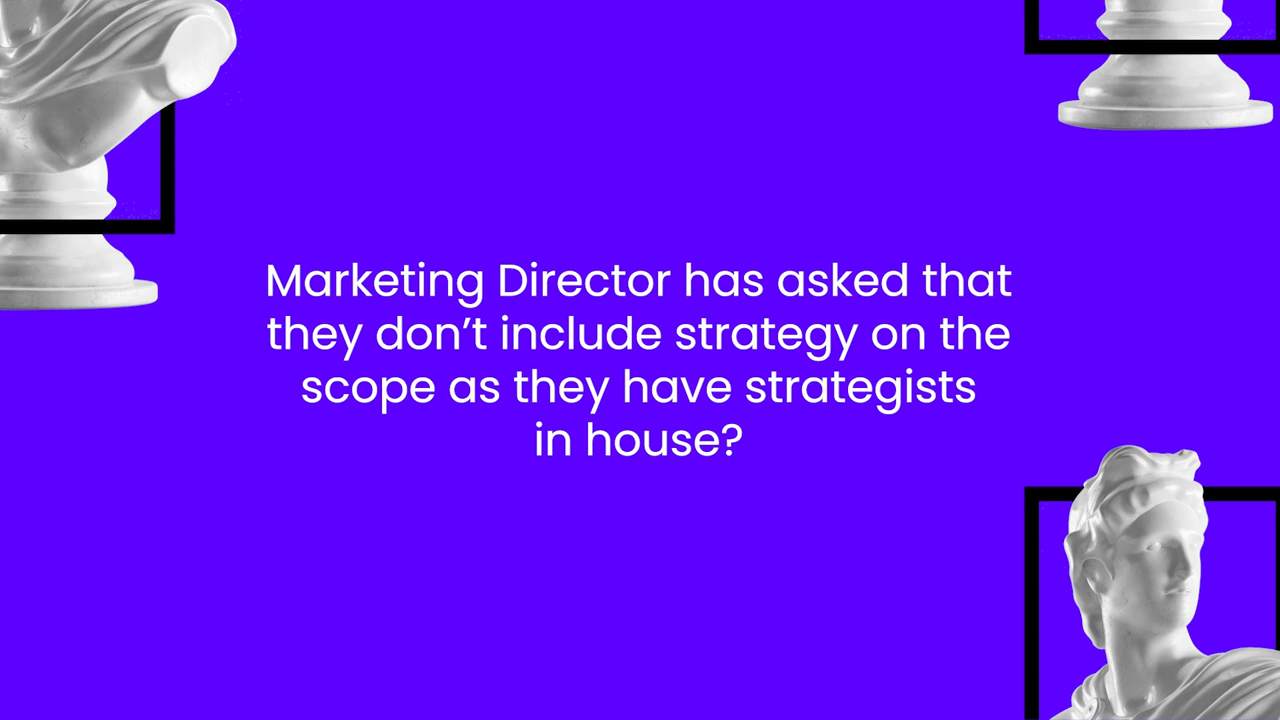 Marketing Director has asked that
they don’t include strategy on the
scope as they have strategists
in house?